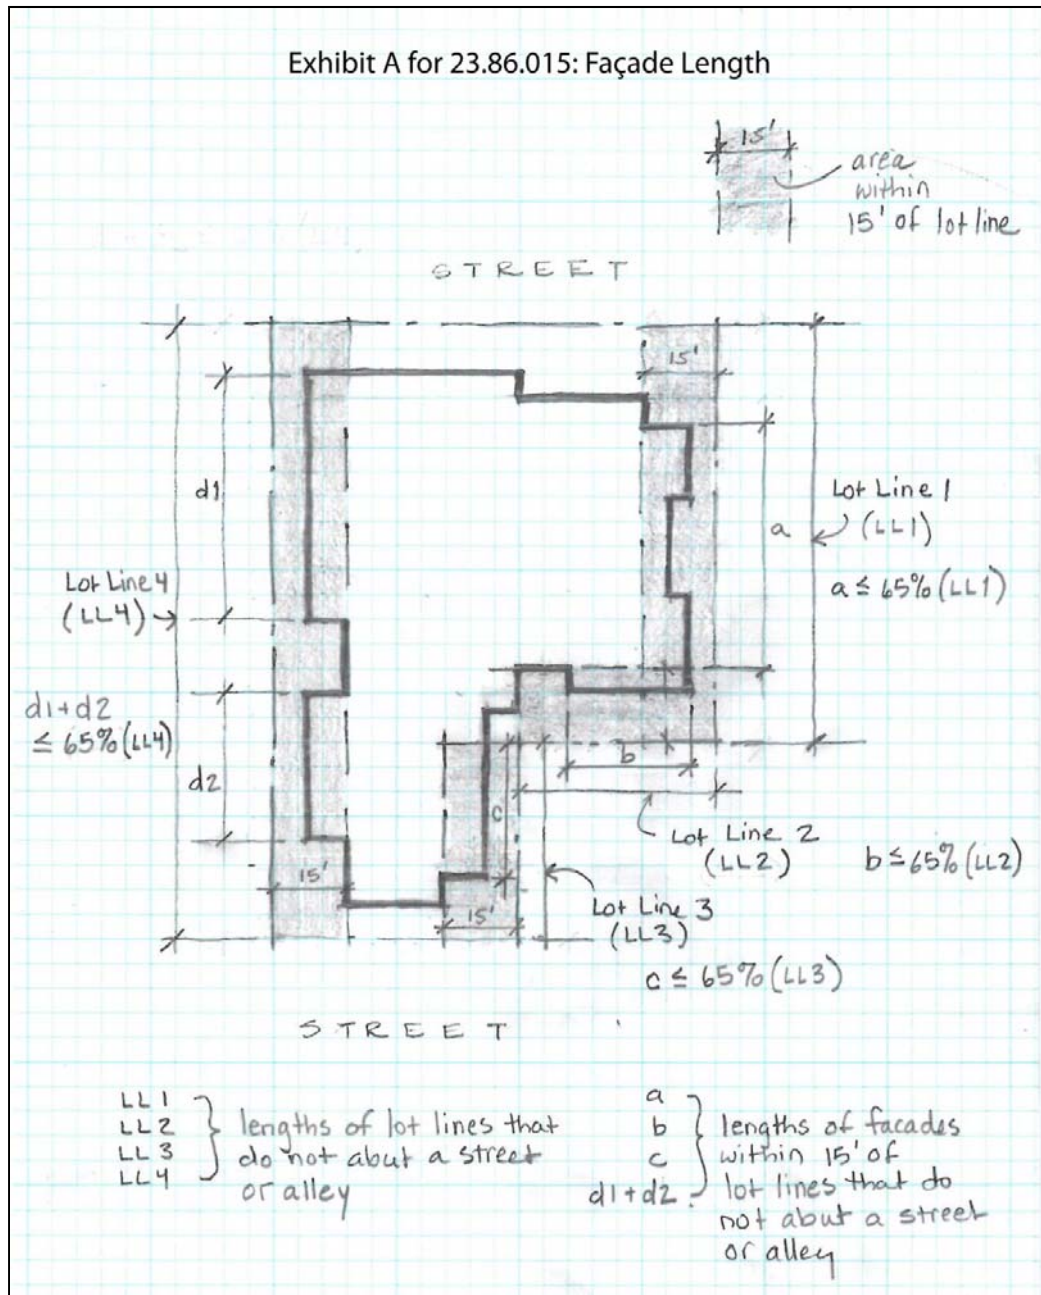 Exhibit A for 23.86.015: Façade Length
15'
area
within
15' of lot line
STREET
15'
d1
Lot Line 1
(LL1)
a
Lot Line 4
(LL4)
a ≤ 65% (LL1)
d1+d2
≤ 65% (LL4)
b
d2
c
Lot Line 2
(LL2)
b ≤ 65% (LL2)
15'
Lot Line 3
(LL3)
15'
c ≤ 65% (LL3)
STREET
LL1
LL2
LL3
LL4
lengths of lot lines that
do not about a street
or alley
a
b
c
d1+d2
lengths of facades
within 15' of
lot lines that do
not about a street
or alley